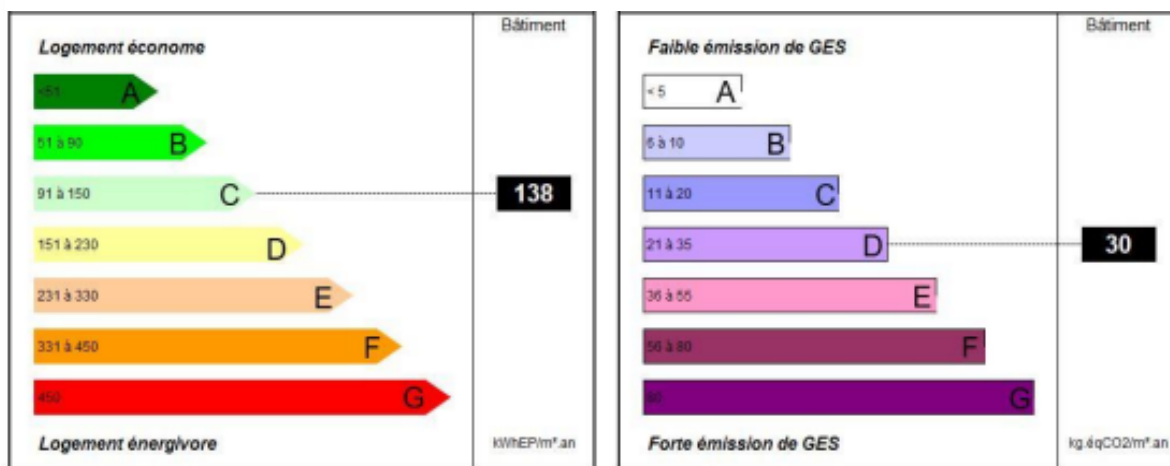 Bâtiment
Logement économe
<51 A
51 à 90 B
91 à 150 C
138
151 à 230 D
231 à 330 E
331 à 450 F
450 G
Logement énergivore
kWhEP/m².an
Bâtiment
Faible émission de GES
< 5 A
6 à 10 B
11 à 20 C
21 à 35 D
30
36 à 55 E
56 à 80 F
80 G
Forte émission de GES
kg.éqCO2/m².an